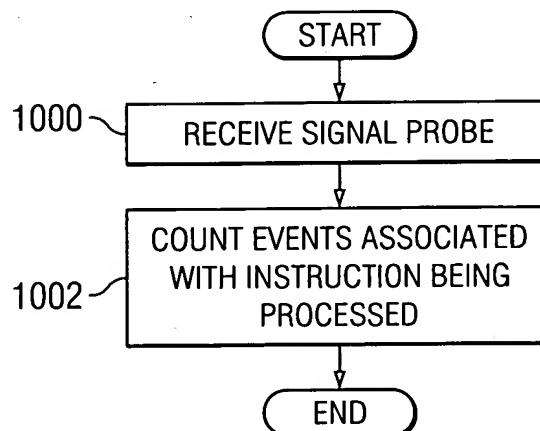 START
1000
RECEIVE SIGNAL PROBE
COUNT EVENTS ASSOCIATED
WITH INSTRUCTION BEING
1002
PROCESSED
END